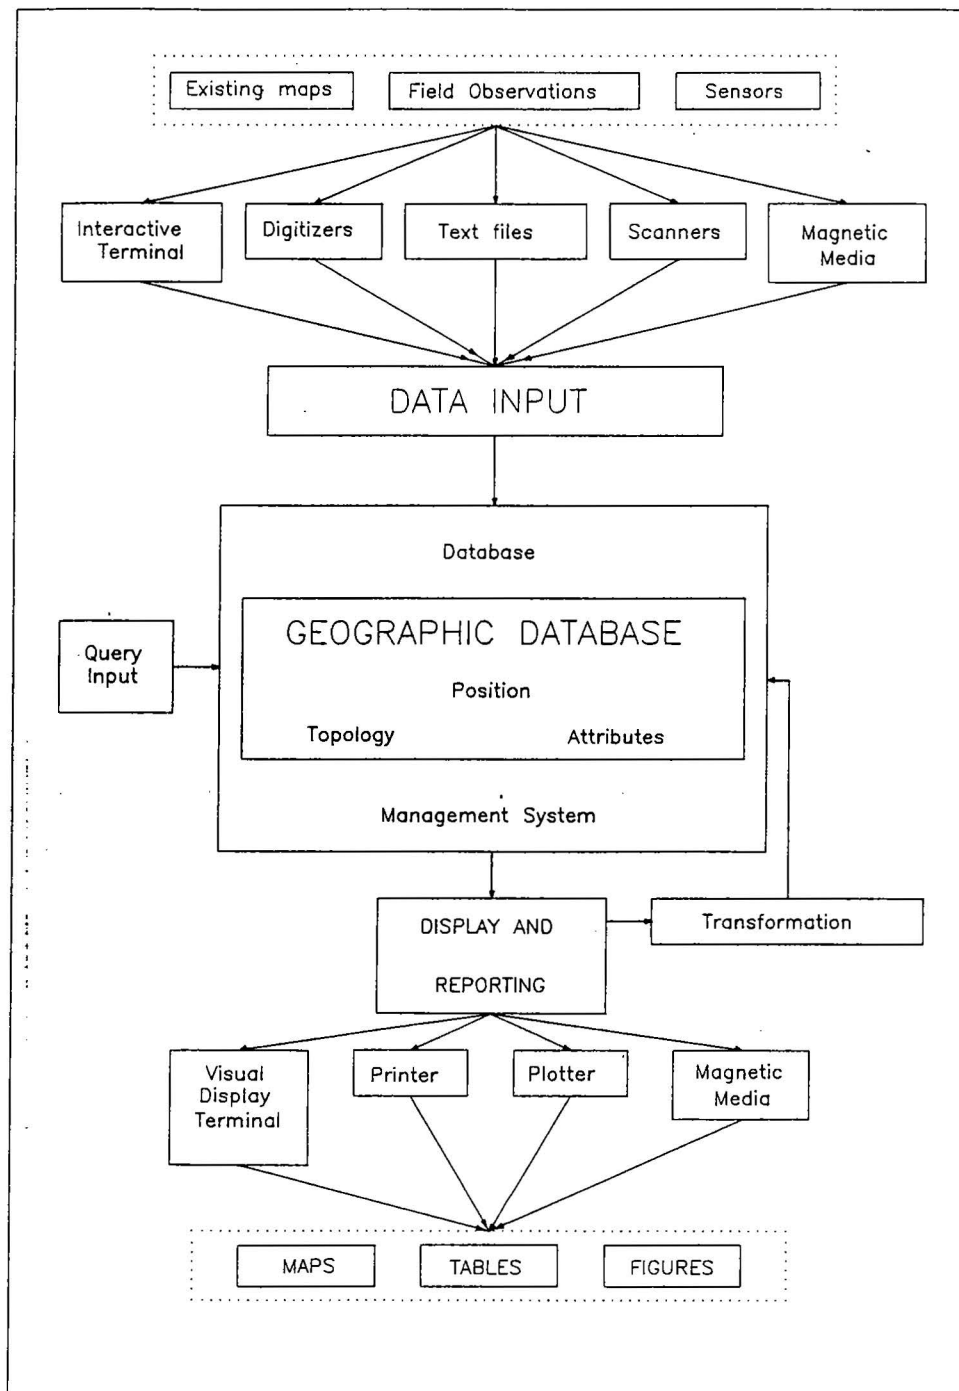 Existing maps
Field Observations
Sensors
Interactive
Terminal
Digitizers
Text files
Scanners
Magnetic
Media
DATA INPUT
Database
GEOGRAPHIC DATABASE
Position
Topology
Attributes
Management System
Query
Input
DISPLAY AND
REPORTING
Transformation
Visual
Display
Terminal
Printer
Plotter
Magnetic
Media
MAPS
TABLES
FIGURES